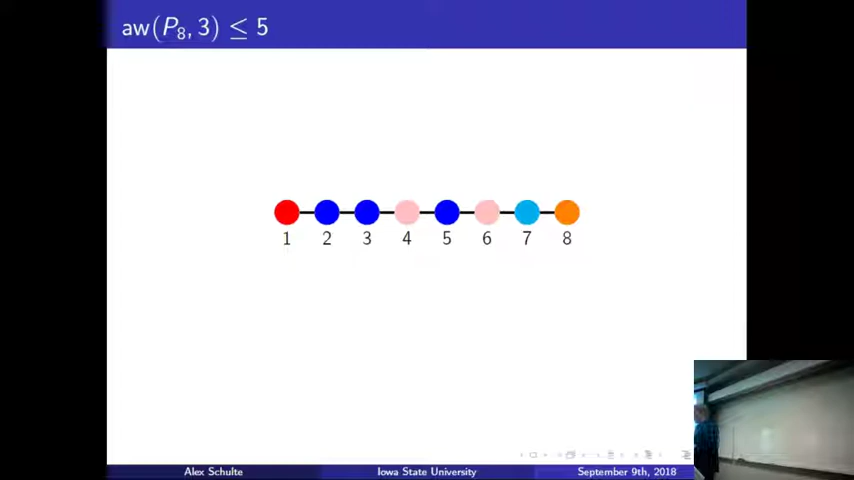 aw(P₈, 3) ≤ 5
1 2 3 4 5 6 7 8
Alex Schulte Iowa State University September 9th, 2018